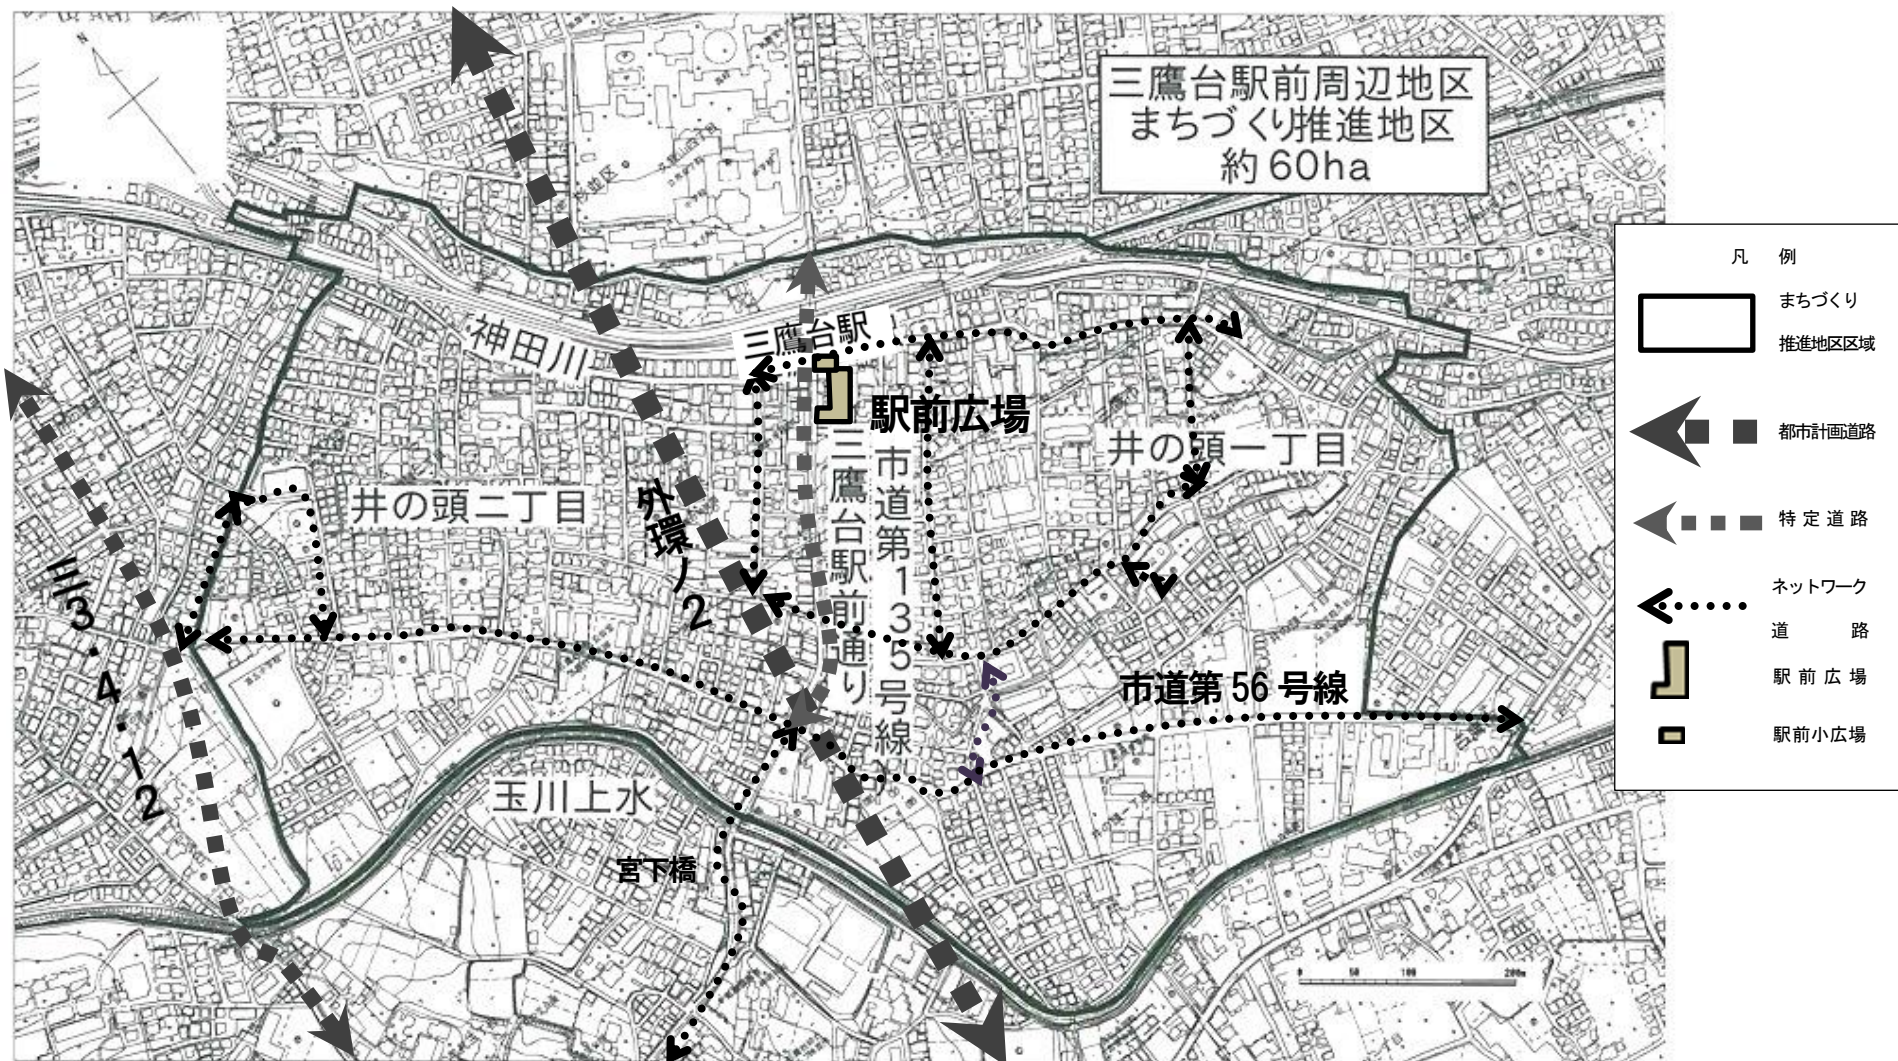 N
三鷹台駅前周辺地区
まちづくり推進地区
約60ha
凡 例
まちづくり
推進地区区域
都市計画道路
特定道路
ネットワーク
道 路
駅前広場
駅前小広場
神田川
三鷹台駅
駅前広場
井の頭一丁目
井の頭二丁目
外環ノ2
三鷹台駅前通り
市道第135号線
三3・4・12
市道第56号線
玉川上水
宮下橋
0 50 100 200m